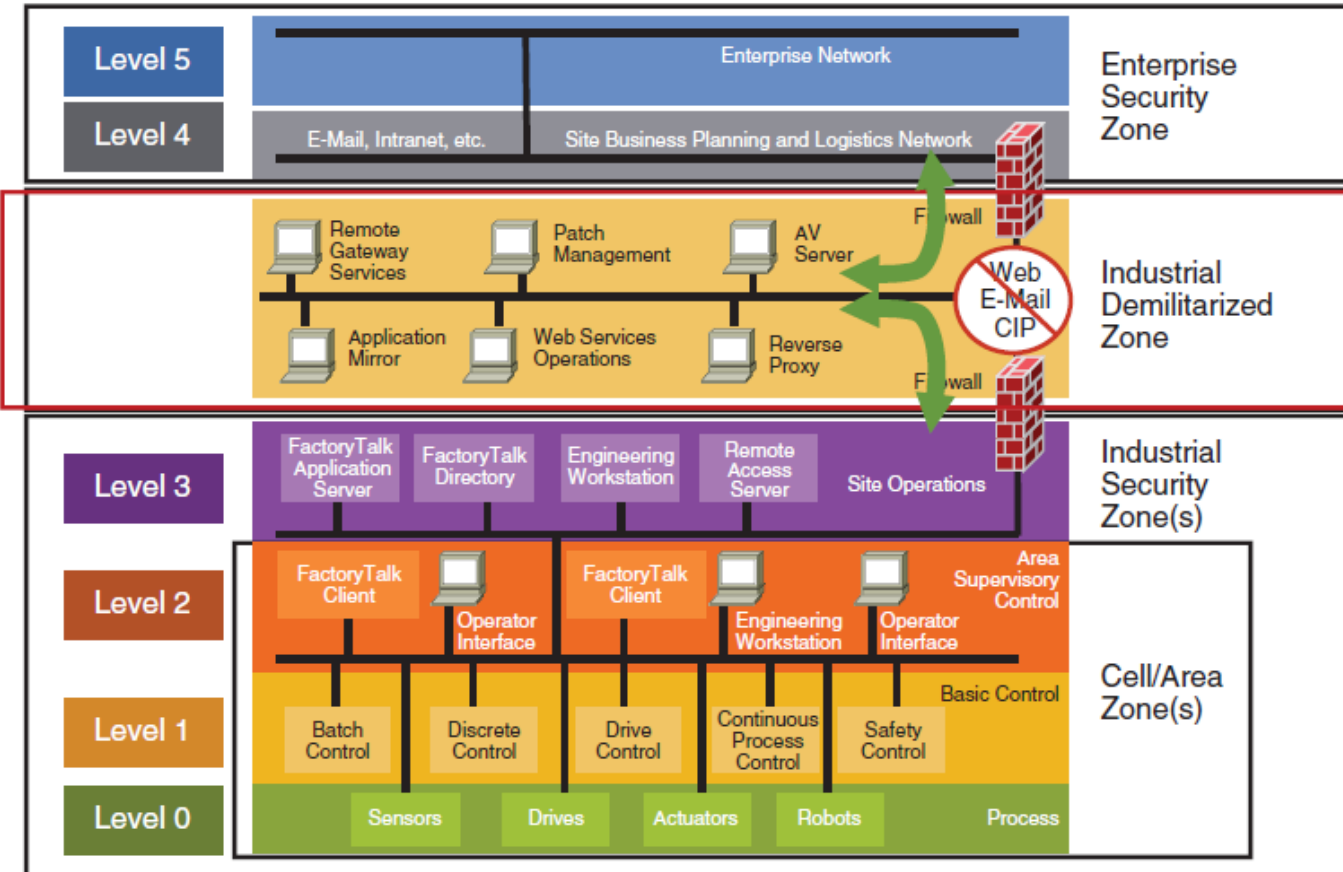 Level 5
Enterprise Network
Enterprise
Security
Zone
Level 4
E-Mail, Intranet, etc.
Site Business Planning and Logistics Network
Remote
Gateway
Services
Patch
Management
AV
Server
Firewall
Web
E-Mail
CIP
Industrial
Demilitarized
Zone
Application
Mirror
Web Services
Operations
Reverse
Proxy
Firewall
Level 3
FactoryTalk
Application
Server
FactoryTalk
Directory
Engineering
Workstation
Remote
Access
Server
Site Operations
Industrial
Security
Zone(s)
Level 2
FactoryTalk
Client
Operator
Interface
FactoryTalk
Client
Engineering
Workstation
Operator
Interface
Area
Supervisory
Control
Level 1
Batch
Control
Discrete
Control
Drive
Control
Continuous
Process
Control
Safety
Control
Basic Control
Cell/Area
Zone(s)
Level 0
Sensors
Drives
Actuators
Robots
Process